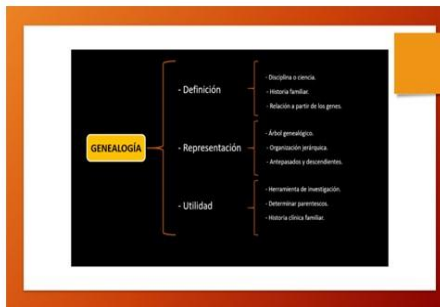 GENEALOGÍA
- Definición
- Disciplina o ciencia.
- Historia familiar.
- Relación a partir de los genes.
- Representación
- Árbol genealógico.
- Organización jerárquica.
- Antepasados y descendientes.
- Utilidad
- Herramienta de investigación.
- Determinar parentescos.
- Historia clínica familiar.